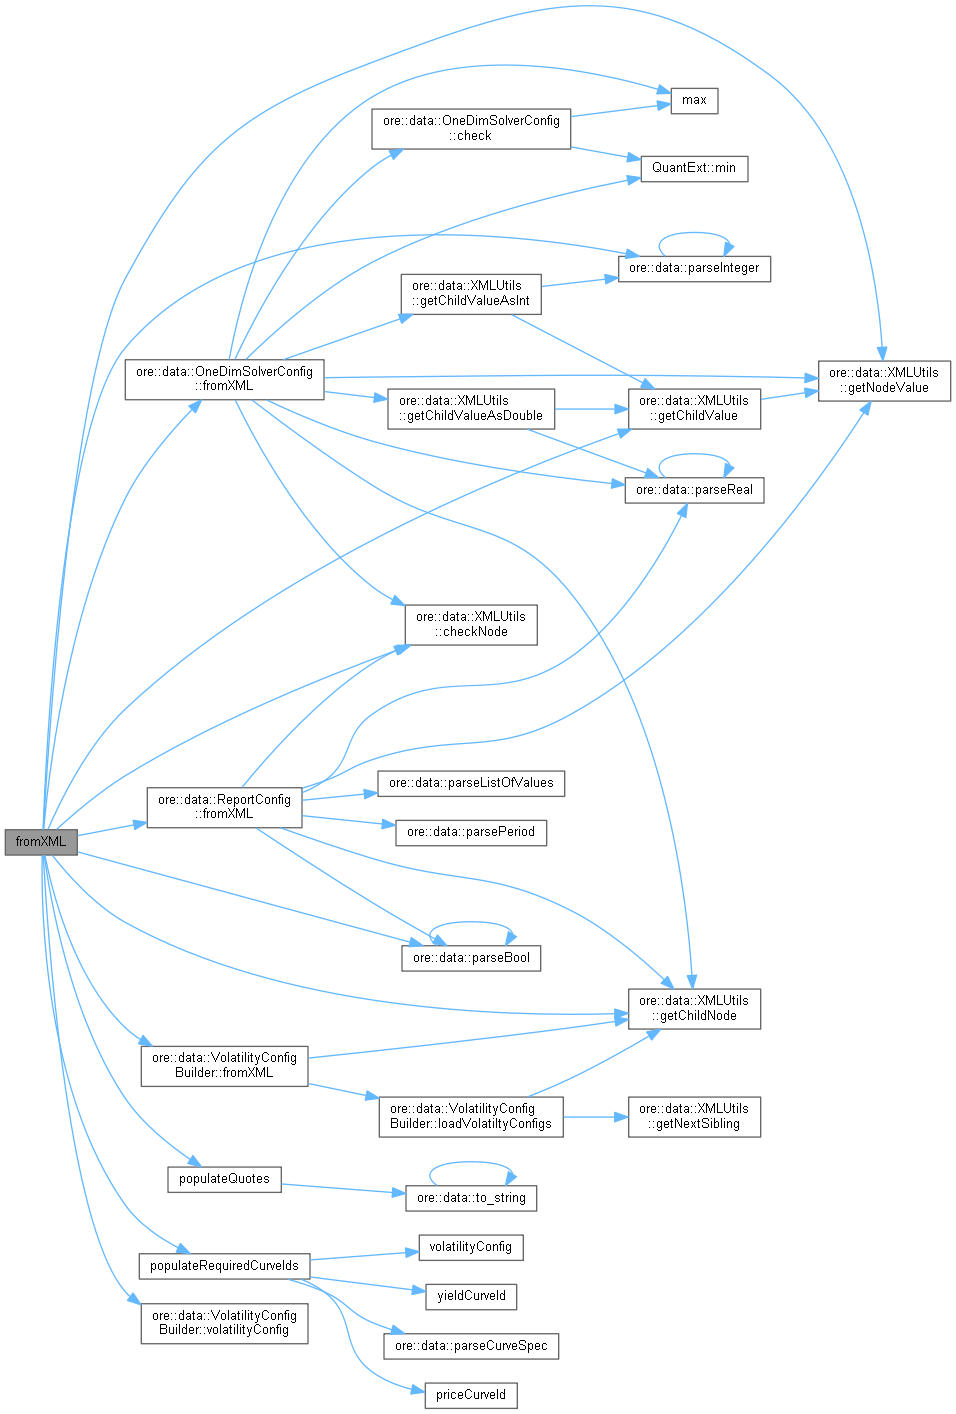 max
ore::data::OneDimSolverConfig
::check
QuantExt::min
ore::data::parseInteger
ore::data::XMLUtils
::getChildValueAsInt
ore::data::OneDimSolverConfig
::fromXML
ore::data::XMLUtils
::getNodeValue
ore::data::XMLUtils
::getChildValueAsDouble
ore::data::XMLUtils
::getChildValue
ore::data::parseReal
ore::data::XMLUtils
::checkNode
ore::data::parseListOfValues
ore::data::ReportConfig
::fromXML
ore::data::parsePeriod
fromXML
ore::data::parseBool
ore::data::XMLUtils
::getChildNode
ore::data::VolatilityConfig
Builder::fromXML
ore::data::VolatilityConfig
Builder::loadVolatiltyConfigs
ore::data::XMLUtils
::getNextSibling
populateQuotes
ore::data::to_string
volatilityConfig
populateRequiredCurveIds
yieldCurveId
ore::data::VolatilityConfig
Builder::volatilityConfig
ore::data::parseCurveSpec
priceCurveId